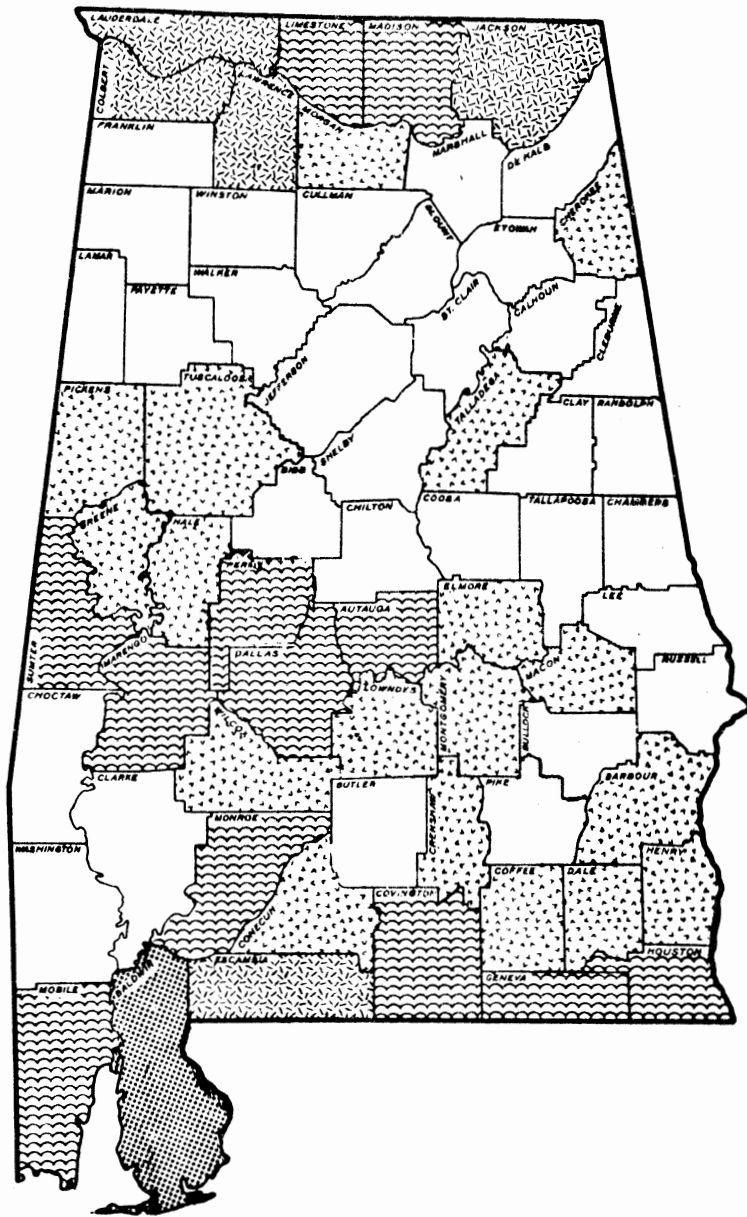 LAUDERDALE
LIMESTONE
MADISON
JACKSON
COLBERT
LAWRENCE
MORGAN
FRANKLIN
MARSHALL
DE KALB
CHEROKEE
MARION
WINSTON
CULLMAN
BLOUNT
ETOWAH
LAMAR
FAYETTE
WALKER
ST. CLAIR
CALHOUN
CLEBURNE
PICKENS
TUSCALOOSA
JEFFERSON
TALLADEGA
CLAY
RANDOLPH
BIBB
SHELBY
GREENE
HALE
CHILTON
COOSA
TALLAPOOSA
CHAMBERS
PERRY
ELMORE
LEE
SUMTER
MARENGO
DALLAS
AUTAUGA
MACON
RUSSELL
CHOCTAW
LOWNDES
MONTGOMERY
BULLOCK
WILCOX
CLARKE
BUTLER
CRENSHAW
PIKE
BARBOUR
MONROE
WASHINGTON
CONECUH
COVINGTON
COFFEE
DALE
HENRY
MOBILE
BALDWIN
ESCAMBIA
GENEVA
HOUSTON